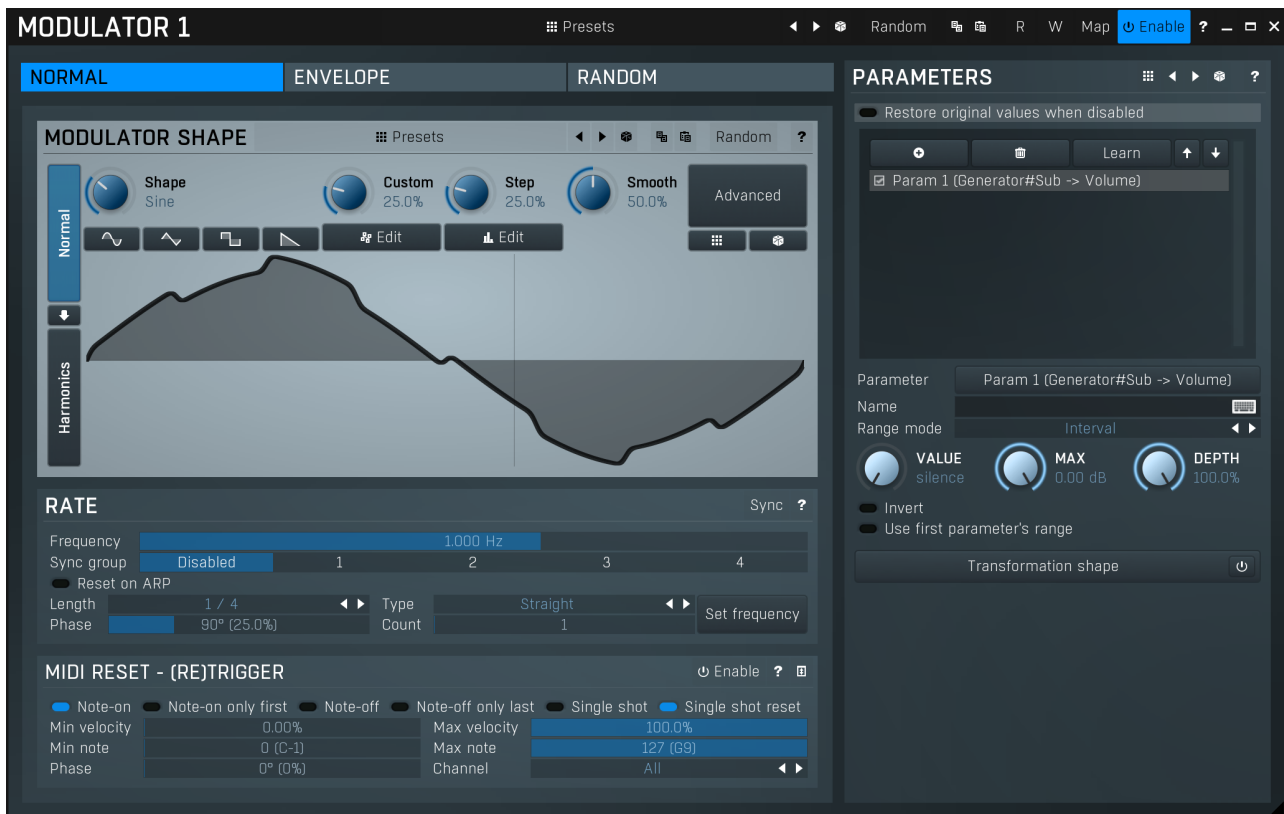 MODULATOR 1 Presets Random R W Map Enable ?
NORMAL ENVELOPE RANDOM
PARAMETERS ?
Restore original values when disabled
MODULATOR SHAPE Presets Random ?
Learn
Param 1 (Generator#Sub -> Volume)
Normal
Harmonics
Shape Custom Step Smooth
Sine 25.0% 25.0% 50.0%
Advanced
Edit Edit
Parameter Param 1 (Generator#Sub -> Volume)
Name
Range mode Interval
VALUE MAX DEPTH
silence 0.00 dB 100.0%
Invert
Use first parameter's range
Transformation shape
RATE Sync ?
Frequency 1.000 Hz
Sync group Disabled 1 2 3 4
Reset on ARP
Length 1 / 4 Type Straight
Set frequency
Phase 90° (25.0%) Count 1
MIDI RESET - (RE)TRIGGER Enable ?
Note-on Note-on only first Note-off Note-off only last Single shot Single shot reset
Min velocity 0.00% Max velocity 100.0%
Min note 0 (C-1) Max note 127 (G9)
Phase 0° (0%) Channel All